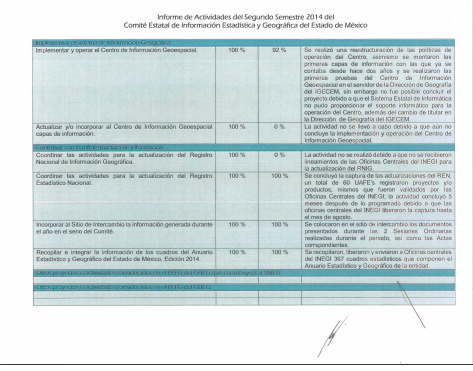 Informe de Actividades del Segundo Semestre 2014 del
Comité Estatal de Información Estadística y Geográfica del Estado de México
Implementar y operar el Centro de Información Geoespacial.
100 %
92 %
Se realizó una reestructuración de las políticas de
operación del Centro, asimismo se montaron las
primeras capas de información con las que ya se
contaba desde hace dos años y se realizaron las
primeras pruebas del Centro de Información
Geoespacial en el servidor de la Dirección de Geografía
del IGECEM, sin embargo no fue posible concluir el
proyecto debido a que el Sistema Estatal de Informática
no pudo proporcionar el soporte informático para la
operación del Centro, además del cambio de titular en
la Dirección de Geografía del IGECEM.
Actualizar y/o incorporar al Centro de Información Geoespacial
capas de información.
100 %
0 %
La actividad no se llevó a cabo debido a que aún no
concluye la implementación y operación del Centro de
Información Geoespacial.
Coordinar las actividades para la actualización del Registro
Nacional de Información Geográfica.
100 %
0 %
La actividad no se realizó debido a que no se recibieron
lineamientos de las Oficinas Centrales del INEGI para
la actualización del RNIG.
Coordinar las actividades para la actualización del Registro
Estadístico Nacional.
100 %
100 %
Se concluyó la captura de las actualizaciones del REN,
un total de 60 UAFE's registraron proyectos y/o
productos, mismos que fueron validados por las
Oficinas Centrales del INEGI; la actividad concluyó 5
meses después de lo programado debido a que las
oficinas centrales del INEGI liberaron la captura hasta
el mes de agosto.
Incorporar al Sitio de Intercambio la información generada durante
el año en el seno del Comité.
100 %
100 %
Se colocaron en el sitio de intercambio los documentos
presentados durante las 2 Sesiones Ordinarias
realizadas durante el periodo, así como las Actas
correspondientes.
Recopilar e integrar la información de los cuadros del Anuario
Estadístico y Geográfico del Estado de México, Edición 2014.
100 %
100 %
Se recopilaron, liberaron y enviaron a Oficinas centrales
del INEGI 367 cuadros estadísticos que componen el
Anuario Estadístico y Geográfico de la entidad.